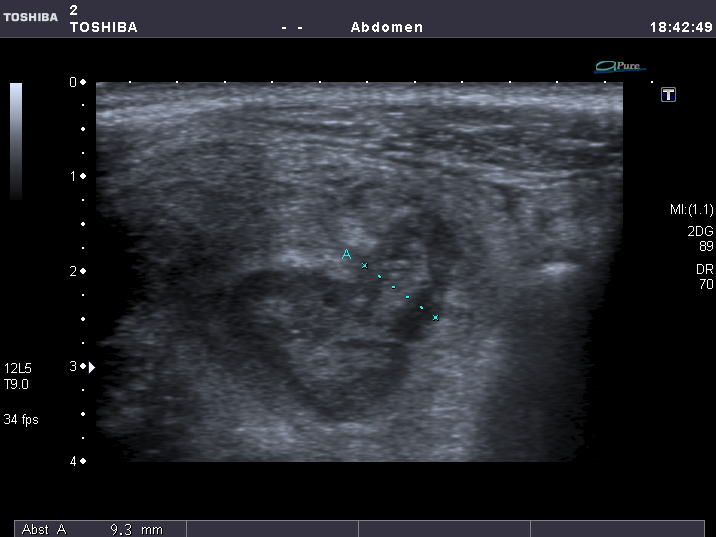 TOSHIBA
2
TOSHIBA - - Abdomen 18:42:49
aPure
T
0
1
2
3
4
A
MI:(1.1)
2DG
89
DR
70
12L5
T9.0
34 fps
Abst A 9.3 mm